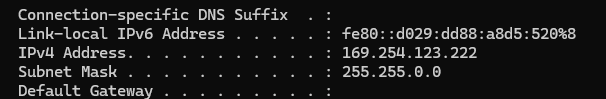 Connection-specific DNS Suffix  . :
Link-local IPv6 Address . . . . . : fe80::d029:dd88:a8d5:520%8
IPv4 Address. . . . . . . . . . . : 169.254.123.222
Subnet Mask . . . . . . . . . . . : 255.255.0.0
Default Gateway . . . . . . . . . :